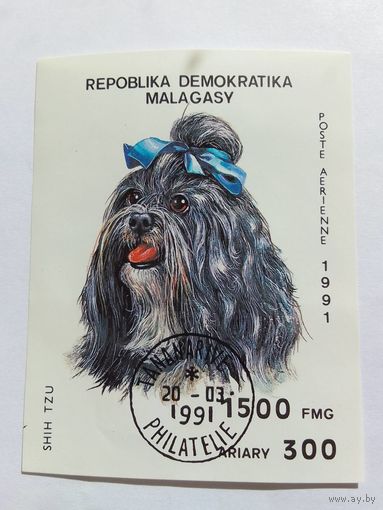 REPOBLIKA DEMOKRATIKA
MALAGASY
POSTE AERIENNE 1991
SHIH TZU
TANANARIVE
*
20 - 03.
1991
PHILATELIE
1500 FMG
ARIARY 300
www.ay.by